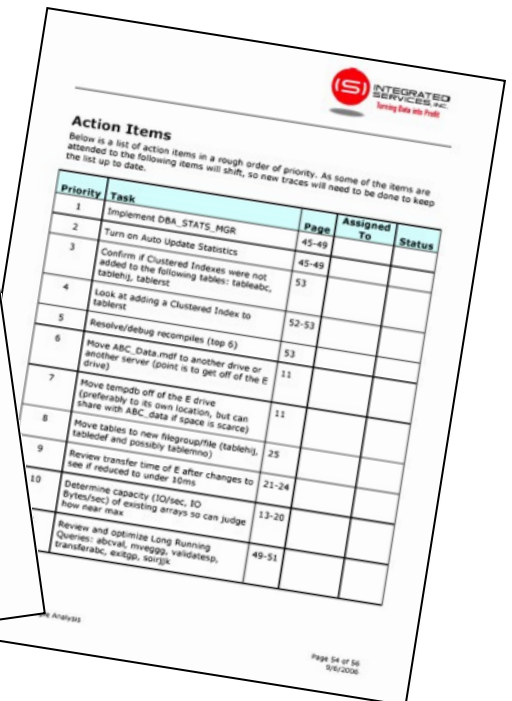 (S) INTEGRATED
SERVICES, INC.
Turning Data into Profit
Action Items
Below is a list of action items in a rough order of priority. As some of the items are
attended to the following items will shift, so new traces will need to be done to keep
the list up to date.
Priority Task Page Assigned To Status
1 Implement DBA_STATS_MGR 45-49
2 Turn on Auto Update Statistics 45-49
3 Confirm if Clustered Indexes were not 53
added to the following tables: tableabc,
tablehij, tablerst
4 Look at adding a Clustered Index to 52-53
tablerst
5 Resolve/debug recompiles (top 6) 53
6 Move ABC_Data.mdf to another drive or 11
another server (point is to get off of the E
drive)
7 Move tempdb off of the E drive 11
(preferably to its own location, but can
share with ABC_data if space is scarce)
8 Move tables to new filegroup/file (tablehij, 25
tabledef and possibly tablemno)
9 Review transfer time of E after changes to 21-24
see if reduced to under 10ms
10 Determine capacity (IO/sec, IO 13-20
Bytes/sec) of existing arrays so can judge
how near max
Review and optimize Long Running 49-51
Queries: abcval, mveggg, validatesp,
transferabc, exitgp, soirjjk
Analysis
Page 54 of 56
9/6/2006